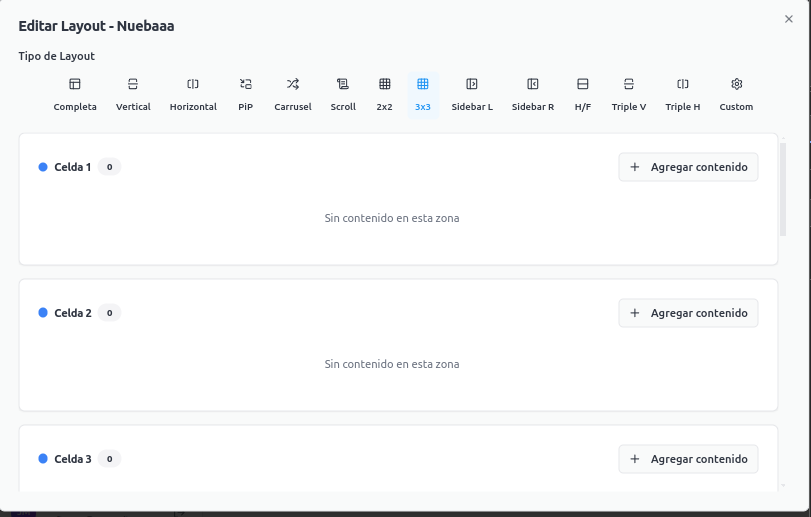 Editar Layout - Nuebaaa
Tipo de Layout
Completa Vertical Horizontal PiP Carrusel Scroll 2x2 3x3 Sidebar L Sidebar R H/F Triple V Triple H Custom
Celda 1 0 Agregar contenido
Sin contenido en esta zona
Celda 2 0 Agregar contenido
Sin contenido en esta zona
Celda 3 0 Agregar contenido